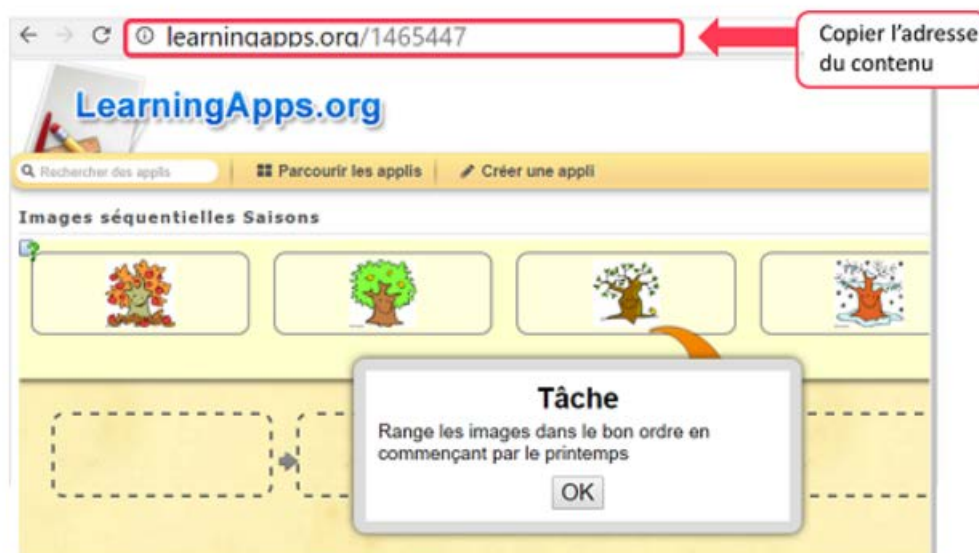 learningapps.org/1465447
Copier l'adresse
du contenu
LearningApps.org
Rechercher des applis
Parcourir les applis
Créer une appli
Images séquentielles Saisons
Tâche
Range les images dans le bon ordre en
commençant par le printemps
OK